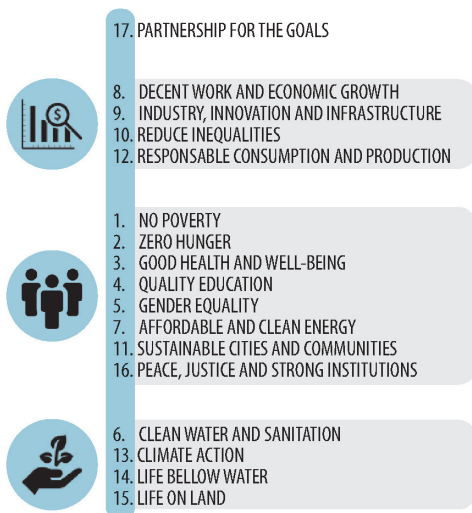 17. PARTNERSHIP FOR THE GOALS
8. DECENT WORK AND ECONOMIC GROWTH
9. INDUSTRY, INNOVATION AND INFRASTRUCTURE
10. REDUCE INEQUALITIES
12. RESPONSABLE CONSUMPTION AND PRODUCTION
1. NO POVERTY
2. ZERO HUNGER
3. GOOD HEALTH AND WELL-BEING
4. QUALITY EDUCATION
5. GENDER EQUALITY
7. AFFORDABLE AND CLEAN ENERGY
11. SUSTAINABLE CITIES AND COMMUNITIES
16. PEACE, JUSTICE AND STRONG INSTITUTIONS
6. CLEAN WATER AND SANITATION
13. CLIMATE ACTION
14. LIFE BELLOW WATER
15. LIFE ON LAND